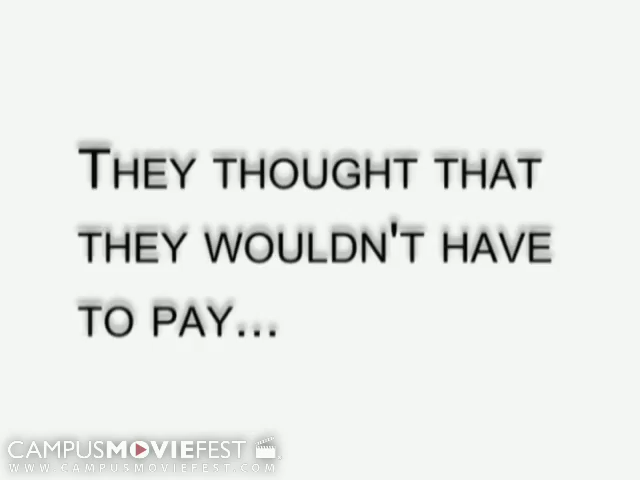 THEY THOUGHT THAT
THEY WOULDN'T HAVE
TO PAY...
CAMPUSMOVIEFEST
WWW.CAMPUSMOVIEFEST.COM